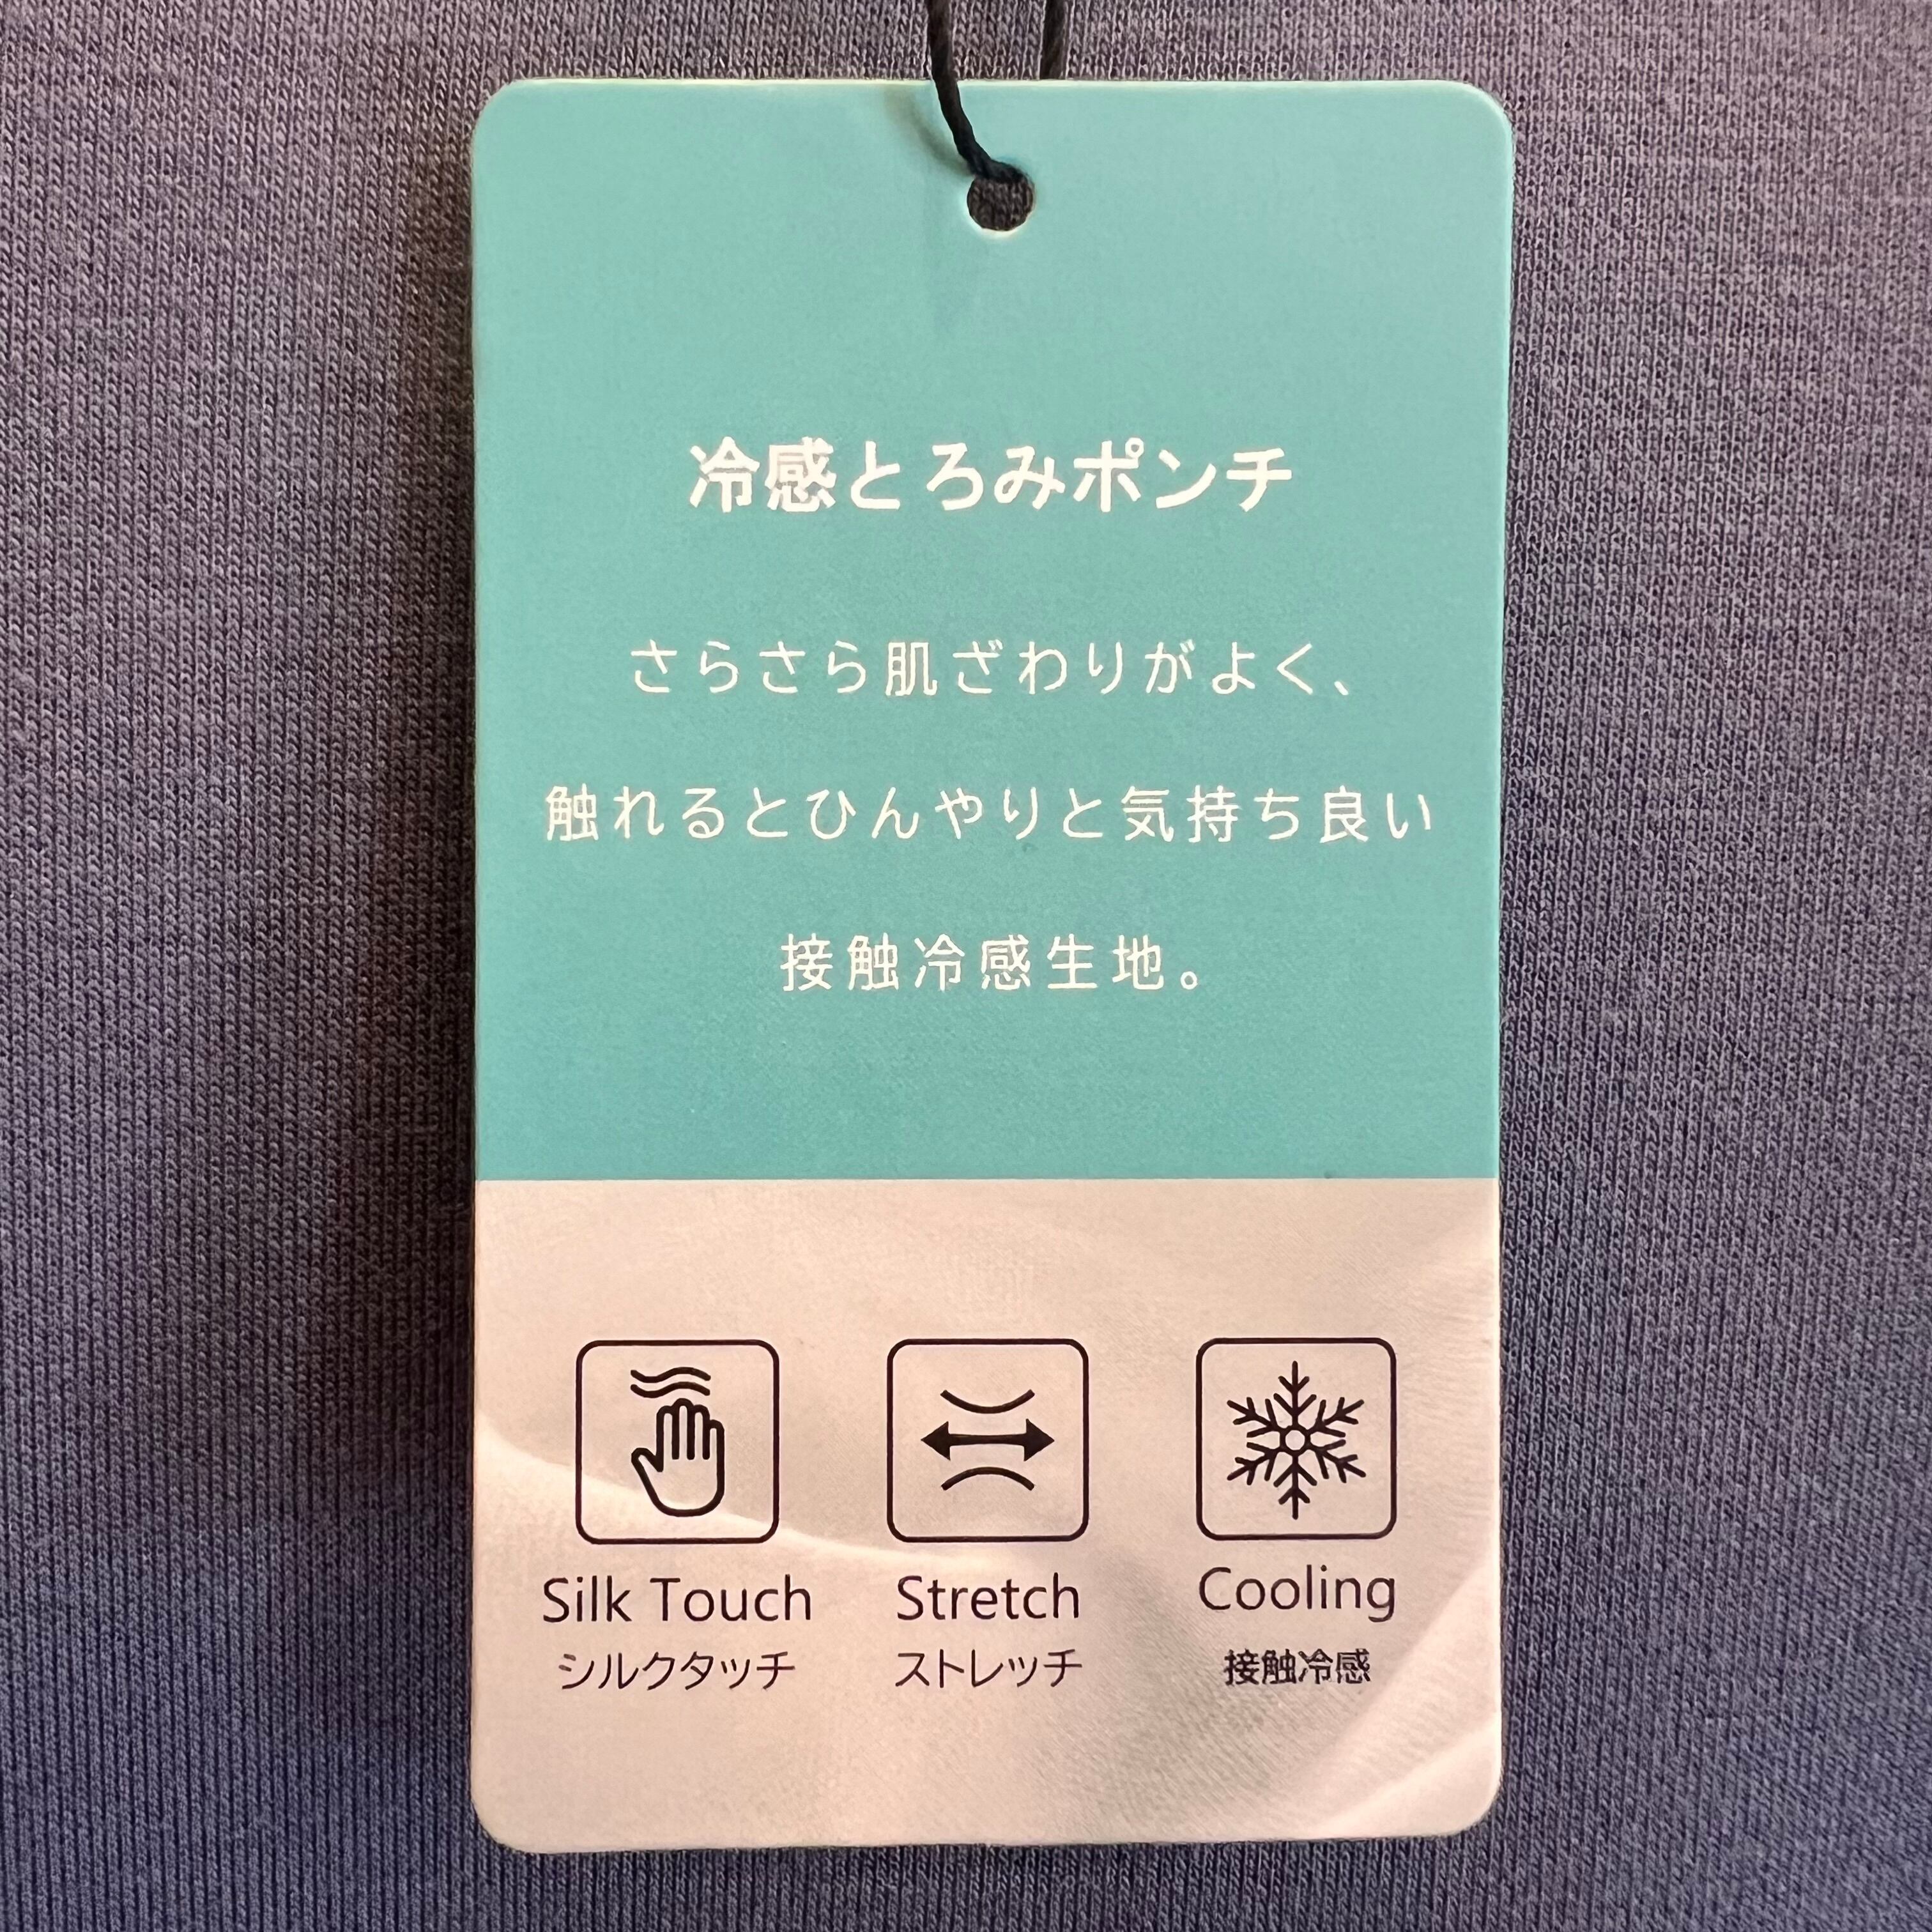 冷感とろみポンチ
さらさら肌ざわりがよく、
触れるとひんやりと気持ち良い
接触冷感生地。
Silk Touch
シルクタッチ
Stretch
ストレッチ
Cooling
接触冷感